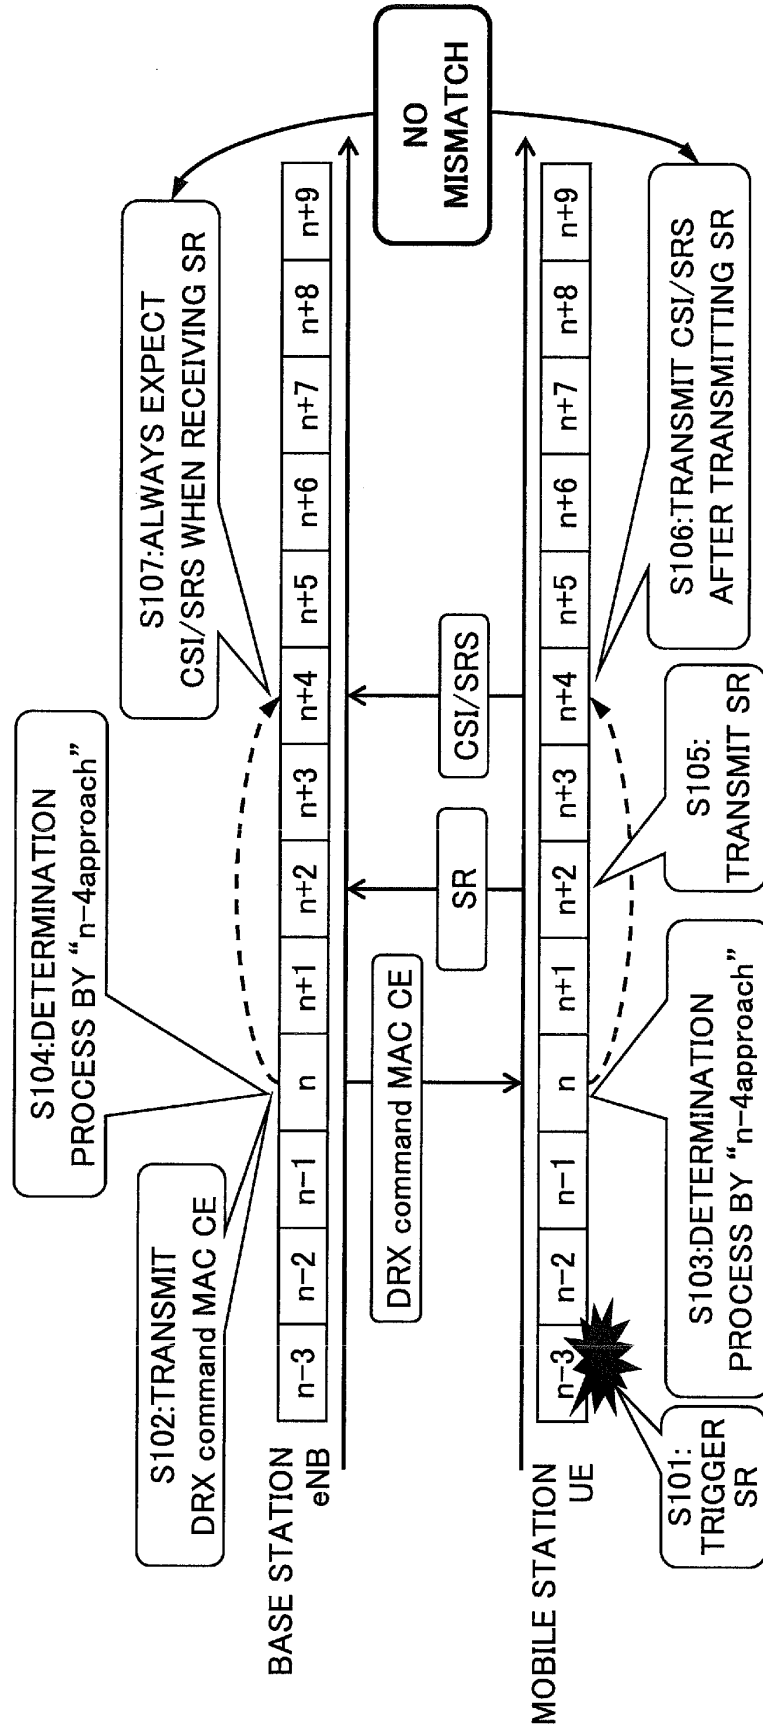 S104:DETERMINATION
PROCESS BY “n-4approach”
S102:TRANSMIT
DRX command MAC CE
S107:ALWAYS EXPECT
CSI/SRS WHEN RECEIVING SR
BASE STATION
eNB
n-3 n-2 n-1 n n+1 n+2 n+3 n+4 n+5 n+6 n+7 n+8 n+9
DRX command MAC CE
SR
CSI/SRS
NO
MISMATCH
MOBILE STATION
UE
n-3 n-2 n-1 n n+1 n+2 n+3 n+4 n+5 n+6 n+7 n+8 n+9
S101:
TRIGGER
SR
S103:DETERMINATION
PROCESS BY “n-4approach”
S105:
TRANSMIT SR
S106:TRANSMIT CSI/SRS
AFTER TRANSMITTING SR